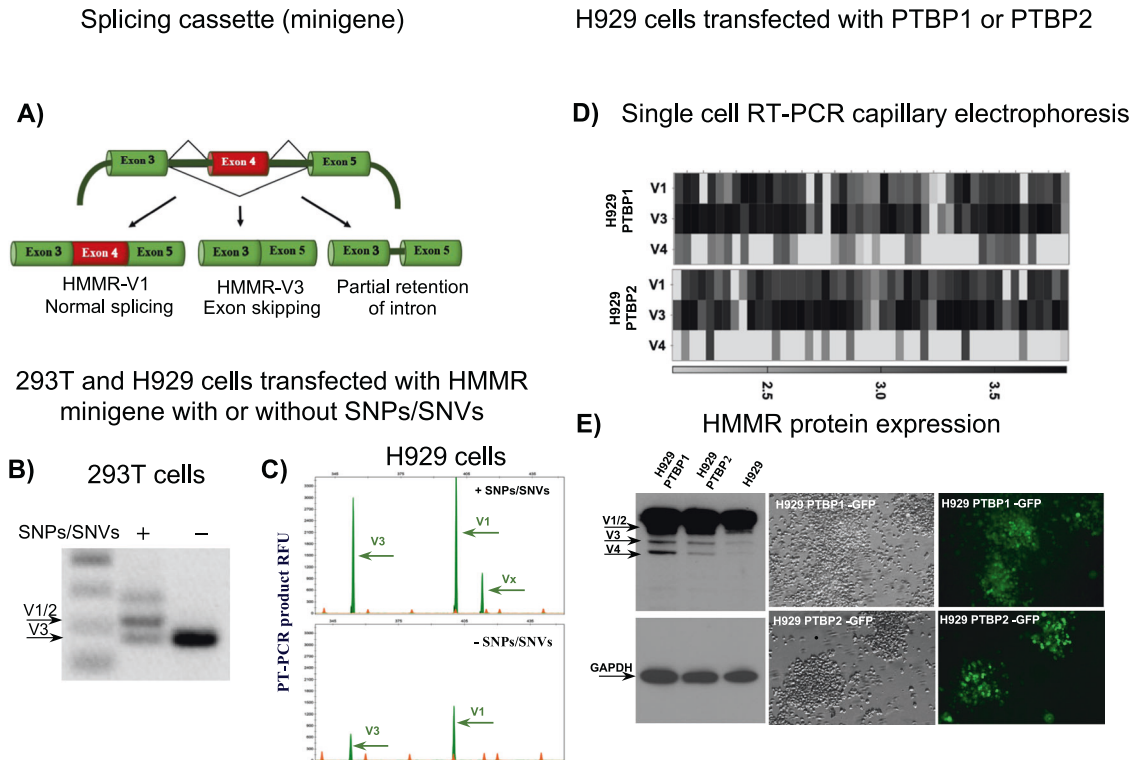 Splicing cassette (minigene)
A)
Exon 3
Exon 4
Exon 5
Exon 3
Exon 4
Exon 5
Exon 3
Exon 5
Exon 3
Exon 5
HMMR-V1
Normal splicing
HMMR-V3
Exon skipping
Partial retention
of intron
293T and H929 cells transfected with HMMR
minigene with or without SNPs/SNVs
B)
293T cells
SNPs/SNVs + −
V1/2
V3
C)
H929 cells
+ SNPs/SNVs
V1
V3
Vx
PT-PCR product RFU
- SNPs/SNVs
V1
V3
H929 cells transfected with PTBP1 or PTBP2
D) Single cell RT-PCR capillary electrophoresis
H929
PTBP1
V1
V3
V4
H929
PTBP2
V1
V3
V4
2.5
3.0
3.5
E) HMMR protein expression
H929
PTBP1
H929
PTBP2
H929
V1/2
V3
V4
GAPDH
H929 PTBP1 -GFP
H929 PTBP1 -GFP
H929 PTBP2 -GFP
H929 PTBP2 -GFP